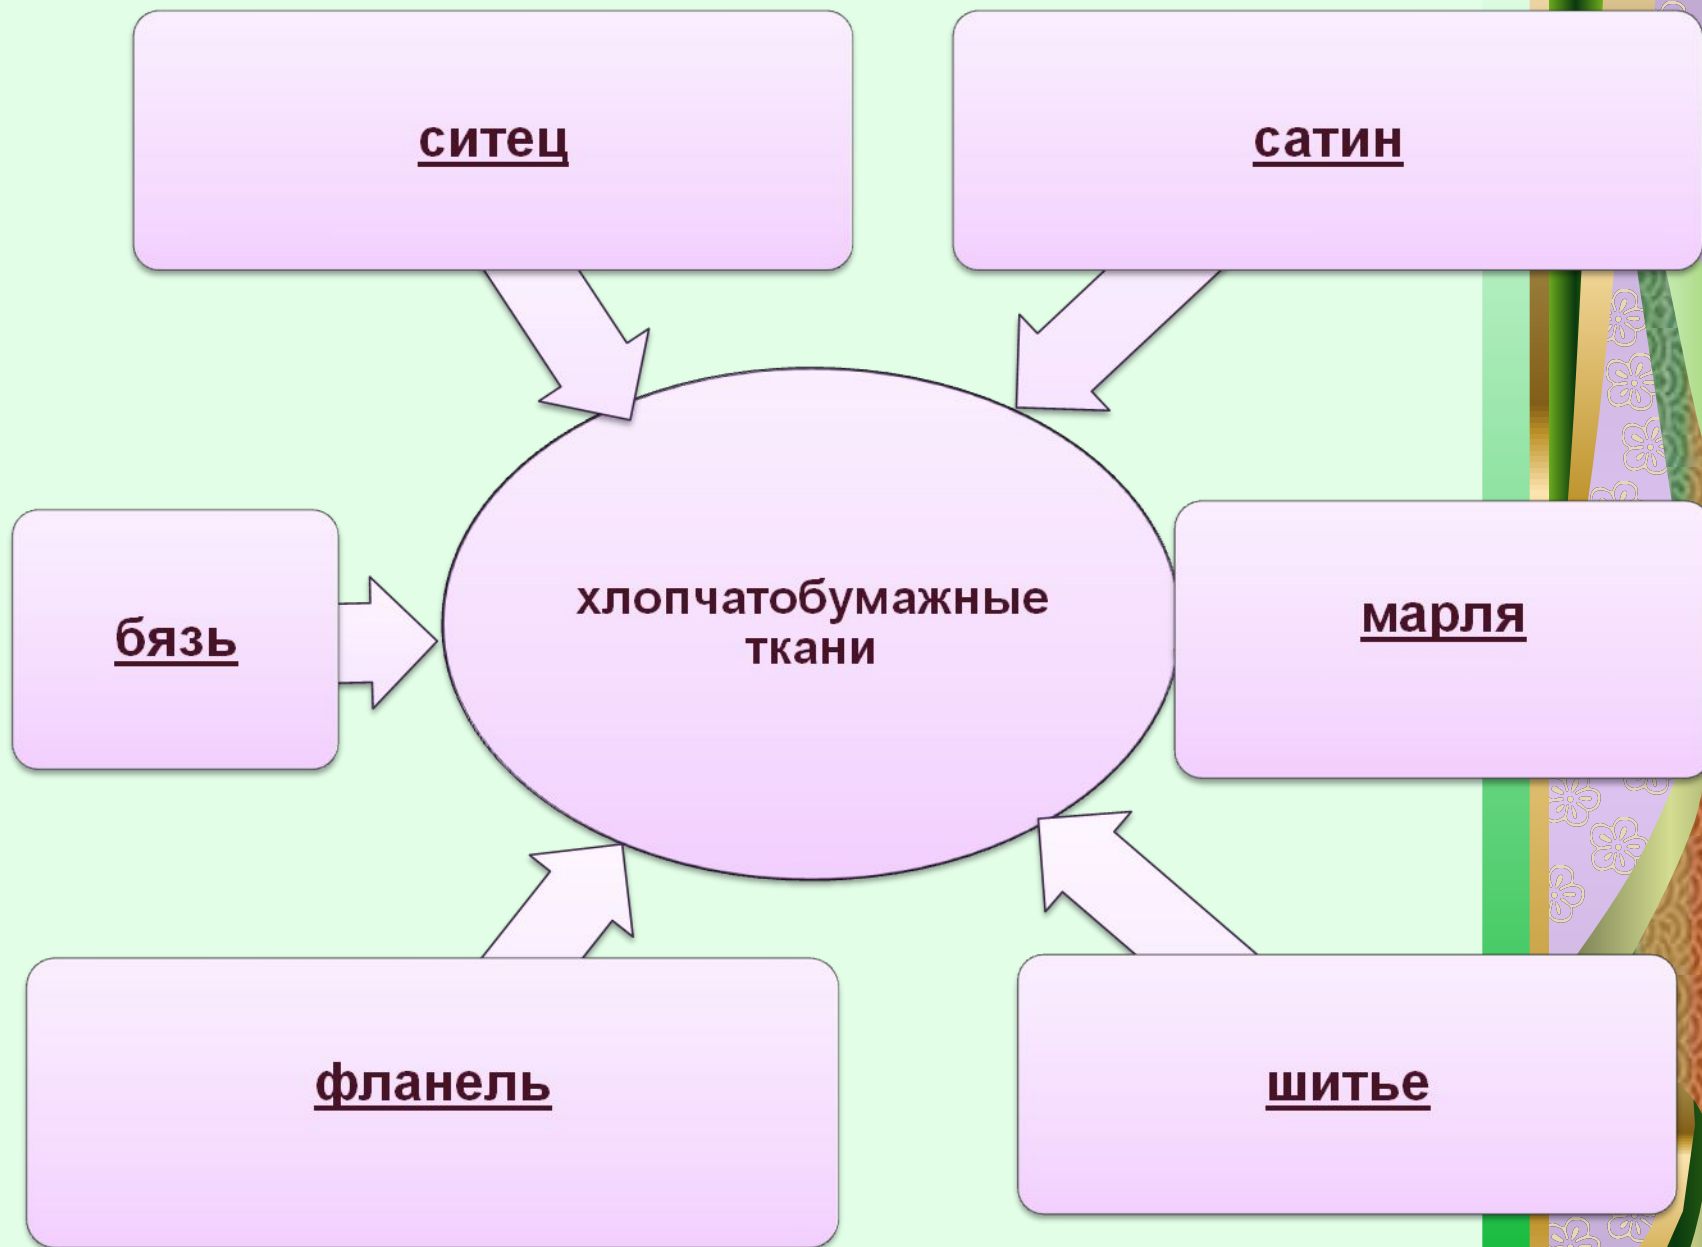 ситец
сатин
бязь
хлопчатобумажные
ткани
марля
фланель
шитье